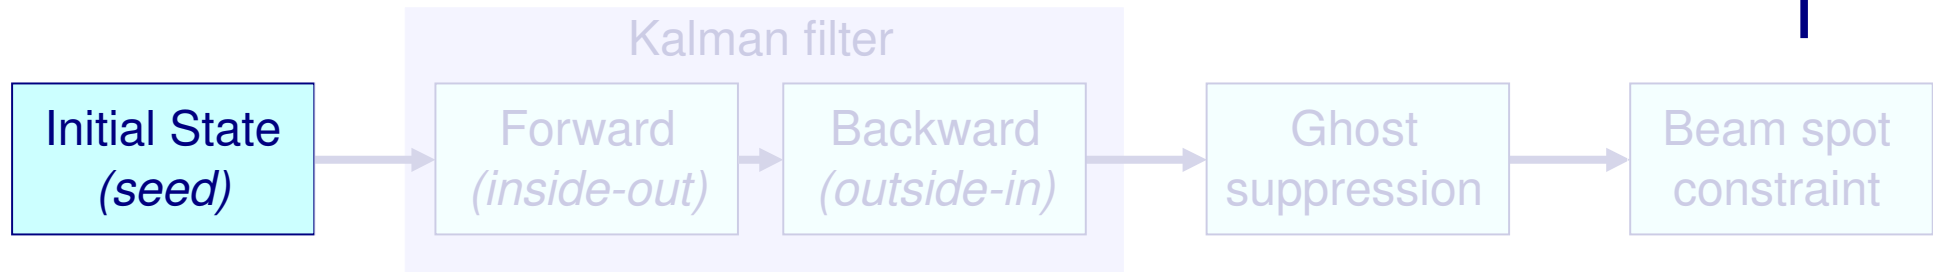 Kalman filter
Initial State
(seed)
Forward
(inside-out)
Backward
(outside-in)
Ghost
suppression
Beam spot
constraint